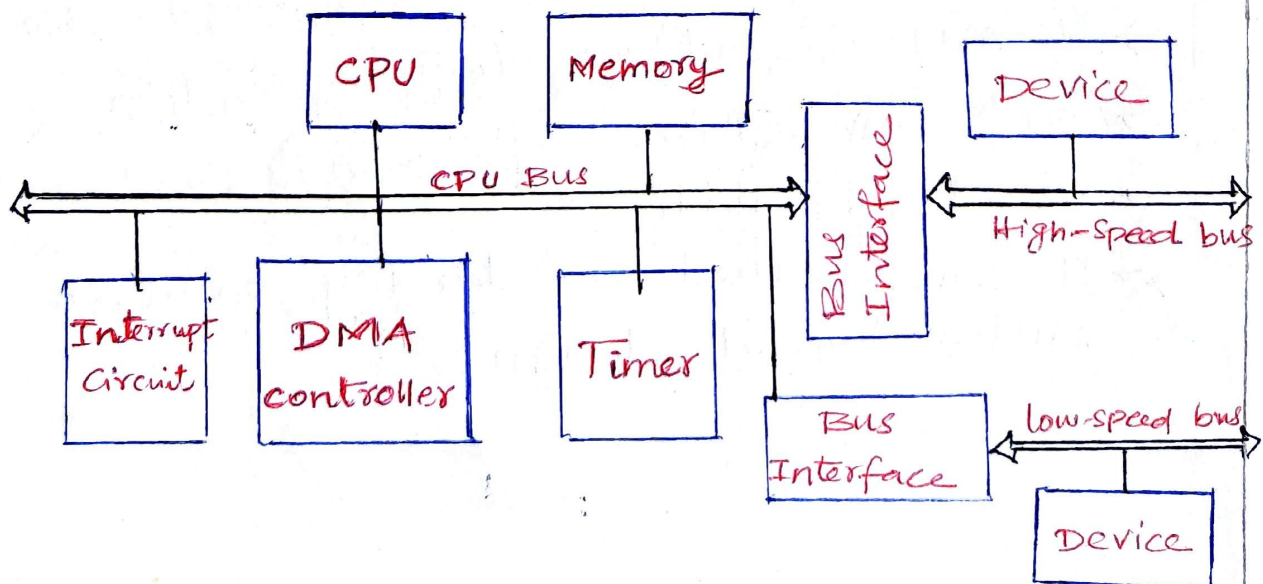 CPU
Memory
Device
CPU Bus
Bus
Interface
High-Speed bus
Interrupt
Circuit
DMA
controller
Timer
Bus
Interface
low-speed bus
Device